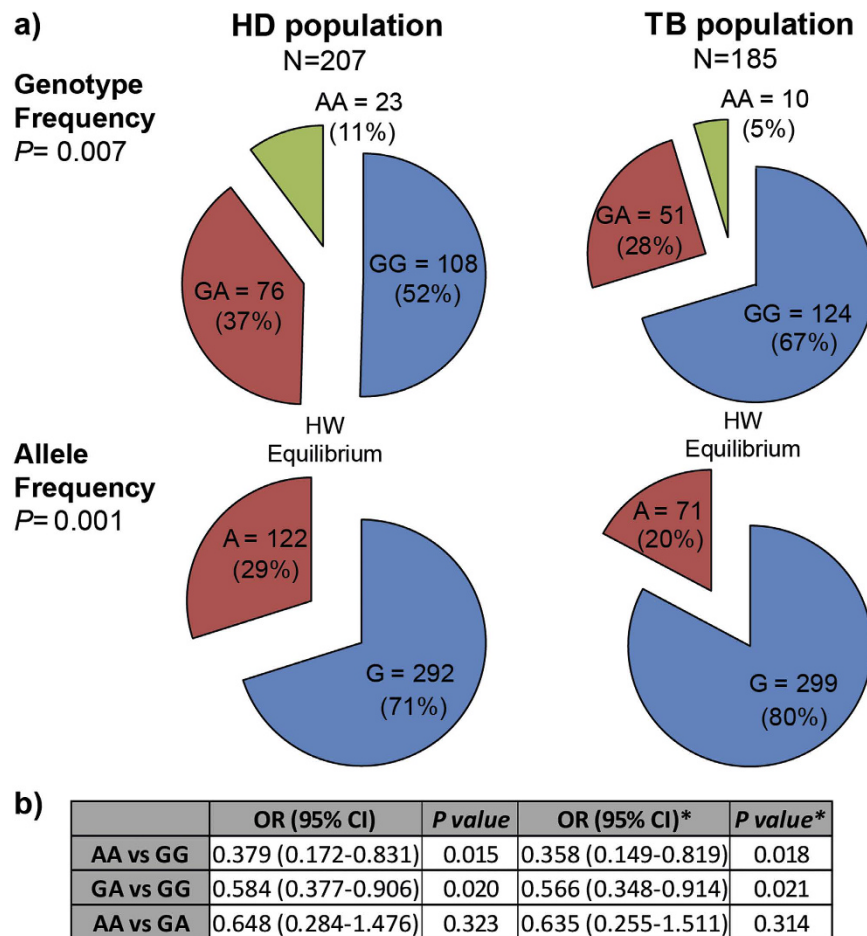 a)
HD population
N=207
TB population
N=185
Genotype
Frequency
P= 0.007
AA = 23
(11%)
GA = 76
(37%)
GG = 108
(52%)
AA = 10
(5%)
GA = 51
(28%)
GG = 124
(67%)
HW
Equilibrium
HW
Equilibrium
Allele
Frequency
P= 0.001
A = 122
(29%)
G = 292
(71%)
A = 71
(20%)
G = 299
(80%)
b)
OR (95% CI) P value OR (95% CI)* P value*
AA vs GG 0.379 (0.172-0.831) 0.015 0.358 (0.149-0.819) 0.018
GA vs GG 0.584 (0.377-0.906) 0.020 0.566 (0.348-0.914) 0.021
AA vs GA 0.648 (0.284-1.476) 0.323 0.635 (0.255-1.511) 0.314